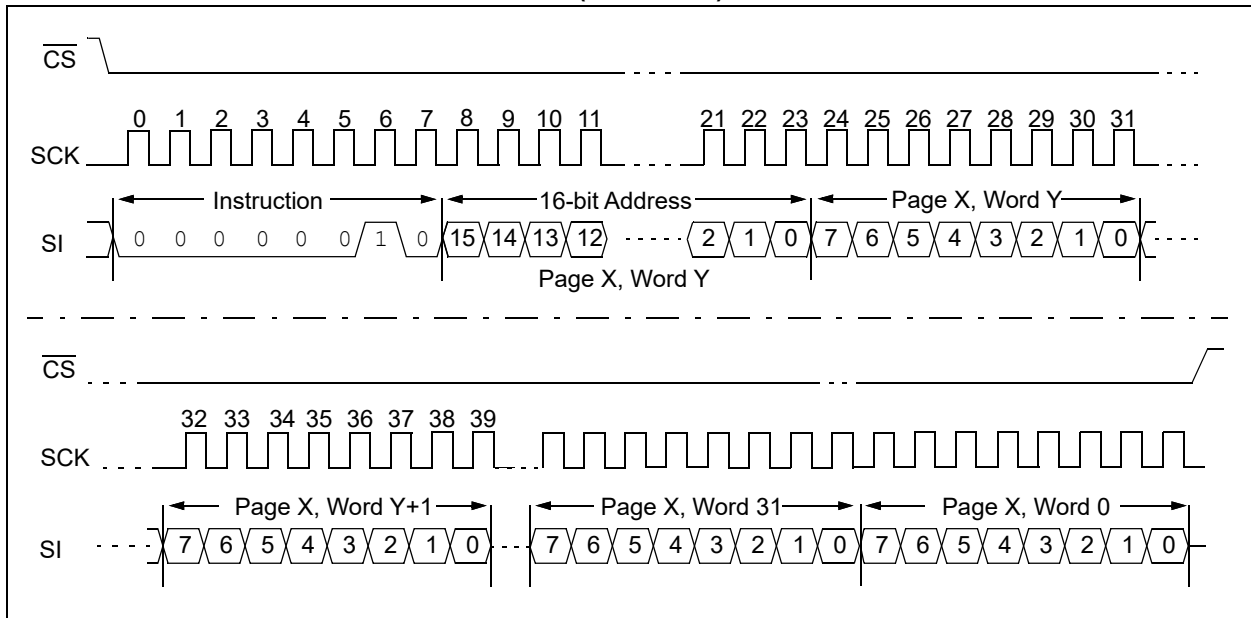 CS
0 1 2 3 4 5 6 7 8 9 10 11 21 22 23 24 25 26 27 28 29 30 31
SCK
Instruction 16-bit Address Page X, Word Y
SI 0 0 0 0 0 0 1 0 15 14 13 12 2 1 0 7 6 5 4 3 2 1 0
Page X, Word Y
CS
32 33 34 35 36 37 38 39
SCK
Page X, Word Y+1 Page X, Word 31 Page X, Word 0
SI 7 6 5 4 3 2 1 0 7 6 5 4 3 2 1 0 7 6 5 4 3 2 1 0